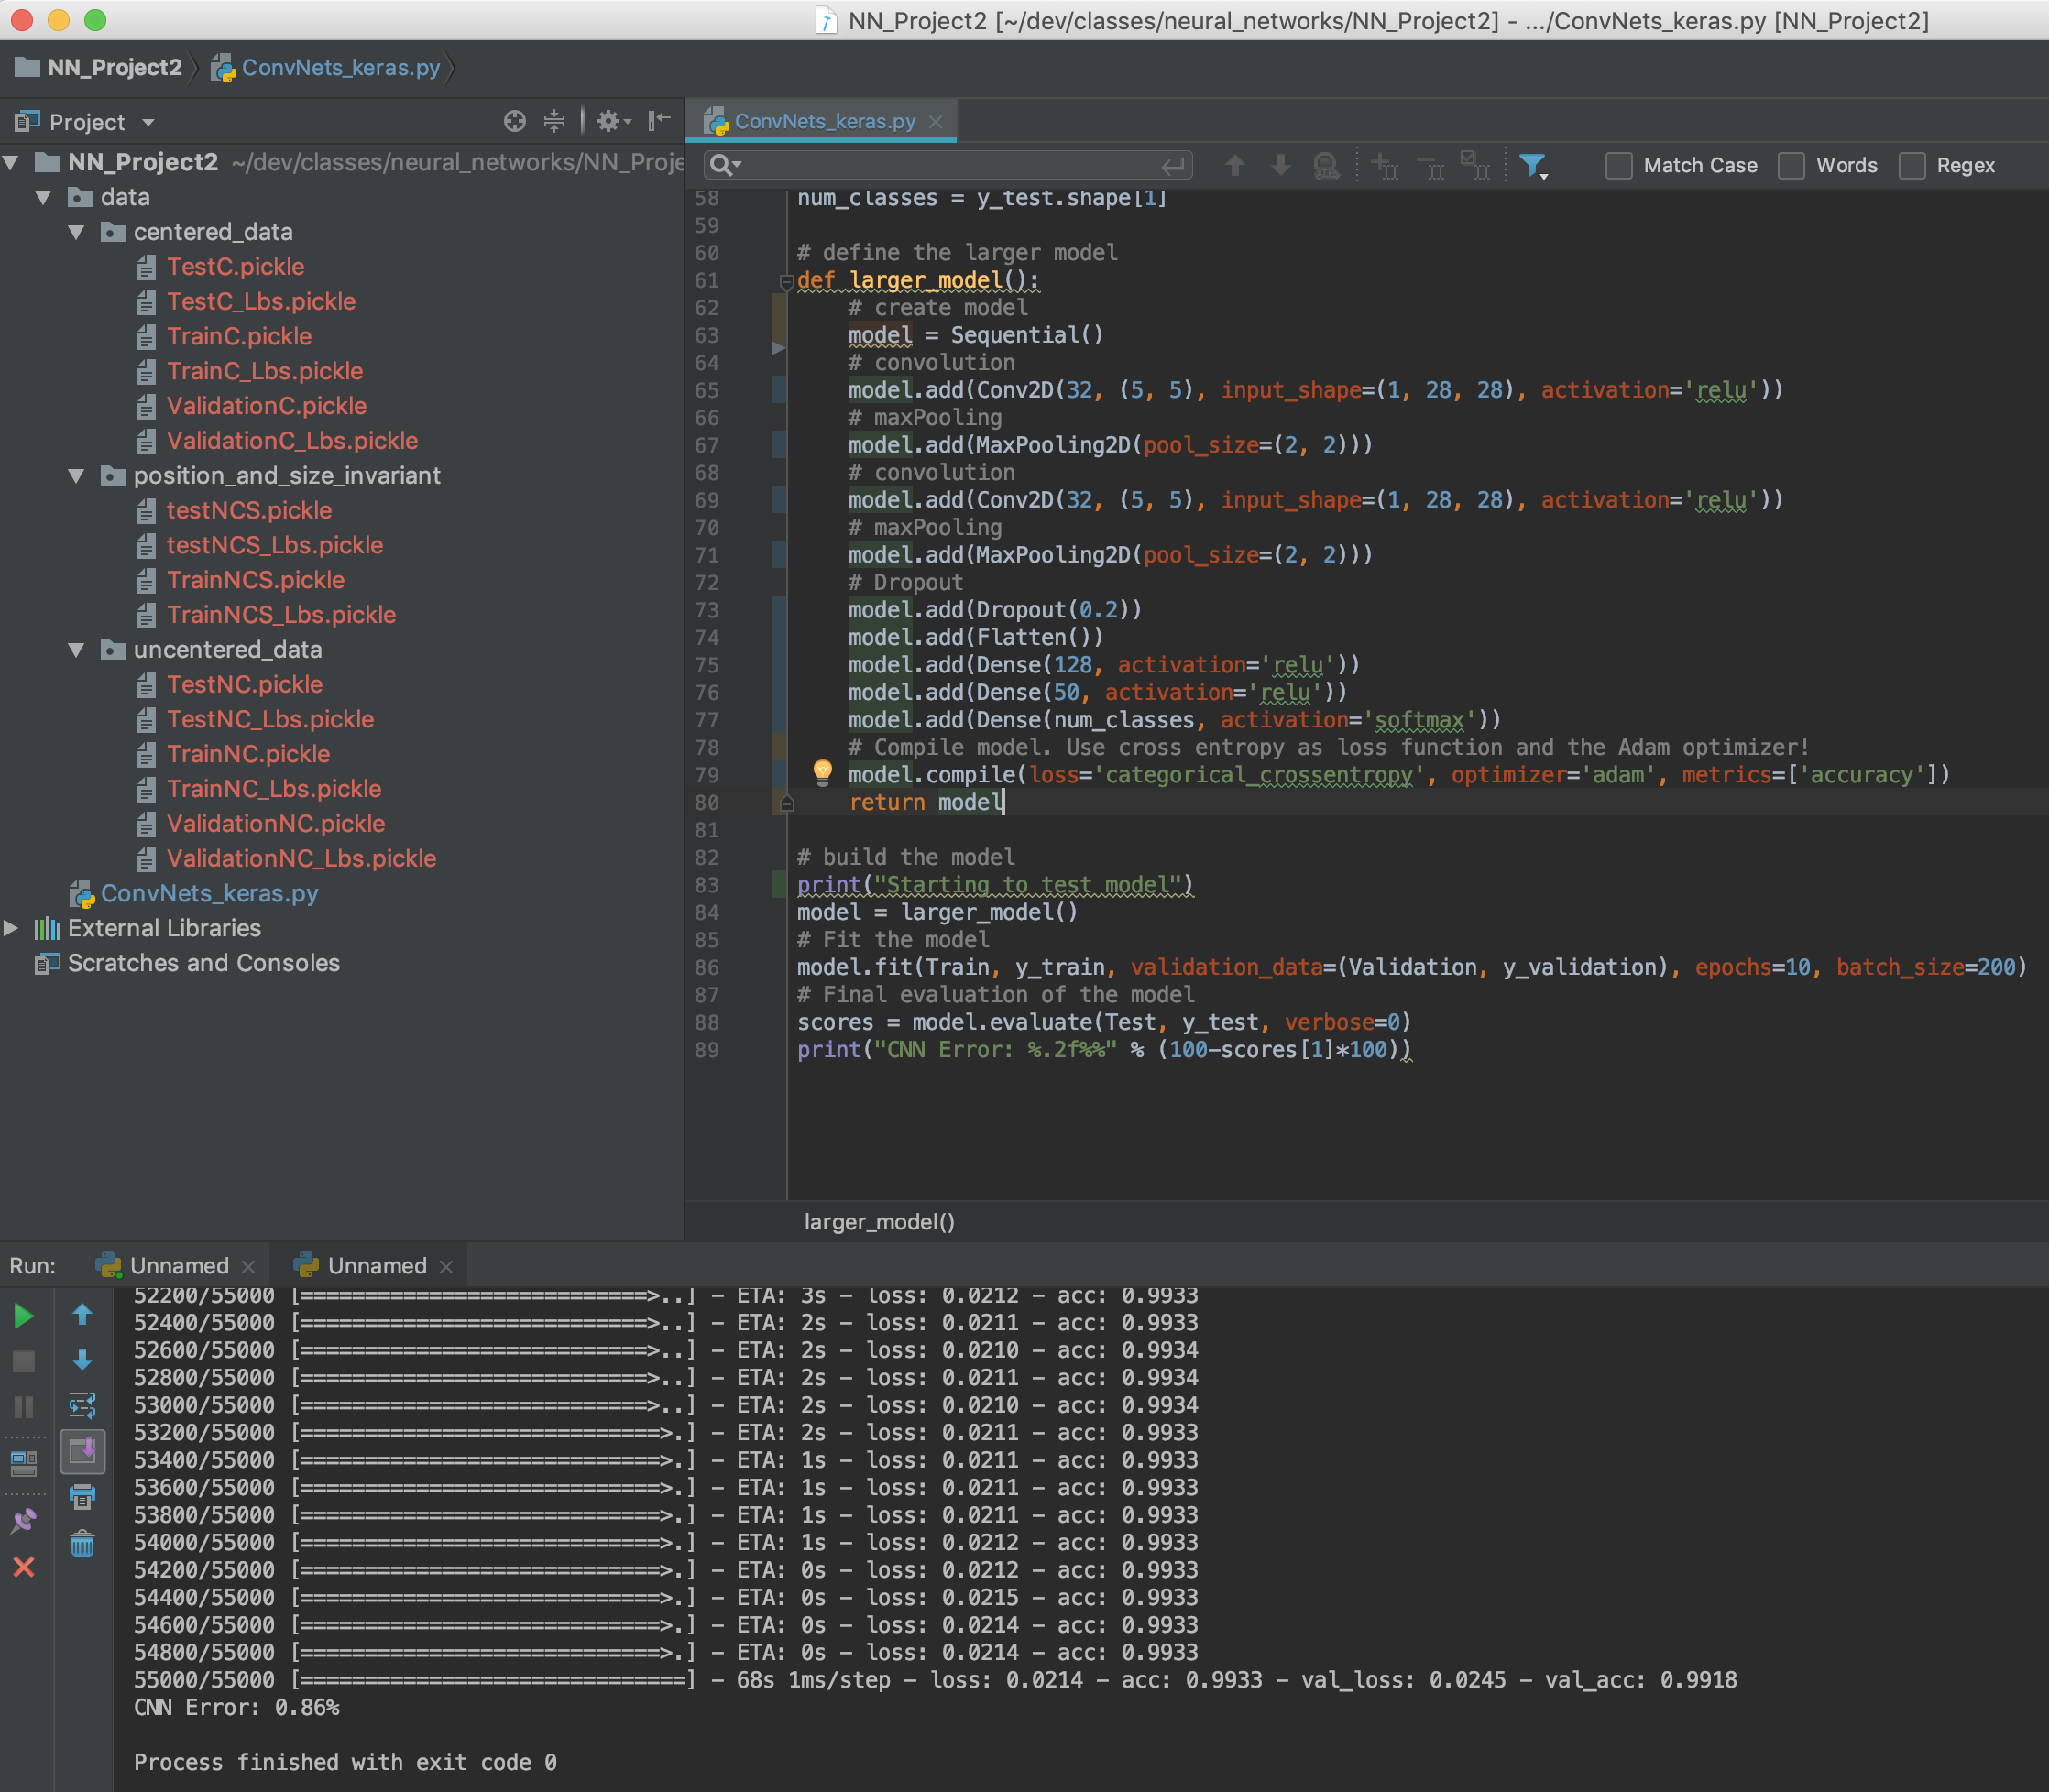 NN_Project2 [~/dev/classes/neural_networks/NN_Project2] - .../ConvNets_keras.py [NN_Project2]
NN_Project2 ConvNets_keras.py
Project
NN_Project2 ~/dev/classes/neural_networks/NN_Proje
data
centered_data
TestC.pickle
TestC_Lbs.pickle
TrainC.pickle
TrainC_Lbs.pickle
ValidationC.pickle
ValidationC_Lbs.pickle
position_and_size_invariant
testNCS.pickle
testNCS_Lbs.pickle
TrainNCS.pickle
TrainNCS_Lbs.pickle
uncentered_data
TestNC.pickle
TestNC_Lbs.pickle
TrainNC.pickle
TrainNC_Lbs.pickle
ValidationNC.pickle
ValidationNC_Lbs.pickle
ConvNets_keras.py
External Libraries
Scratches and Consoles
ConvNets_keras.py
Match Case Words Regex
58 num_classes = y_test.shape[1]
59
60 # define the larger model
61 def larger_model():
62 # create model
63 model = Sequential()
64 # convolution
65 model.add(Conv2D(32, (5, 5), input_shape=(1, 28, 28), activation='relu'))
66 # maxPooling
67 model.add(MaxPooling2D(pool_size=(2, 2)))
68 # convolution
69 model.add(Conv2D(32, (5, 5), input_shape=(1, 28, 28), activation='relu'))
70 # maxPooling
71 model.add(MaxPooling2D(pool_size=(2, 2)))
72 # Dropout
73 model.add(Dropout(0.2))
74 model.add(Flatten())
75 model.add(Dense(128, activation='relu'))
76 model.add(Dense(50, activation='relu'))
77 model.add(Dense(num_classes, activation='softmax'))
78 # Compile model. Use cross entropy as loss function and the Adam optimizer!
79 model.compile(loss='categorical_crossentropy', optimizer='adam', metrics=['accuracy'])
80 return model
81
82 # build the model
83 print("Starting to test model")
84 model = larger_model()
85 # Fit the model
86 model.fit(Train, y_train, validation_data=(Validation, y_validation), epochs=10, batch_size=200)
87 # Final evaluation of the model
88 scores = model.evaluate(Test, y_test, verbose=0)
89 print("CNN Error: %.2f%%" % (100-scores[1]*100))
larger_model()
Run: Unnamed Unnamed
52200/55000 [===========================>..] - ETA: 3s - loss: 0.0212 - acc: 0.9933
52400/55000 [===========================>..] - ETA: 2s - loss: 0.0211 - acc: 0.9933
52600/55000 [===========================>..] - ETA: 2s - loss: 0.0210 - acc: 0.9934
52800/55000 [===========================>..] - ETA: 2s - loss: 0.0211 - acc: 0.9934
53000/55000 [===========================>..] - ETA: 2s - loss: 0.0210 - acc: 0.9934
53200/55000 [============================>.] - ETA: 2s - loss: 0.0211 - acc: 0.9933
53400/55000 [============================>.] - ETA: 1s - loss: 0.0211 - acc: 0.9933
53600/55000 [============================>.] - ETA: 1s - loss: 0.0211 - acc: 0.9933
53800/55000 [============================>.] - ETA: 1s - loss: 0.0211 - acc: 0.9933
54000/55000 [============================>.] - ETA: 1s - loss: 0.0212 - acc: 0.9933
54200/55000 [============================>.] - ETA: 0s - loss: 0.0212 - acc: 0.9933
54400/55000 [============================>.] - ETA: 0s - loss: 0.0215 - acc: 0.9933
54600/55000 [============================>.] - ETA: 0s - loss: 0.0214 - acc: 0.9933
54800/55000 [============================>.] - ETA: 0s - loss: 0.0214 - acc: 0.9933
55000/55000 [==============================] - 68s 1ms/step - loss: 0.0214 - acc: 0.9933 - val_loss: 0.0245 - val_acc: 0.9918
CNN Error: 0.86%
Process finished with exit code 0